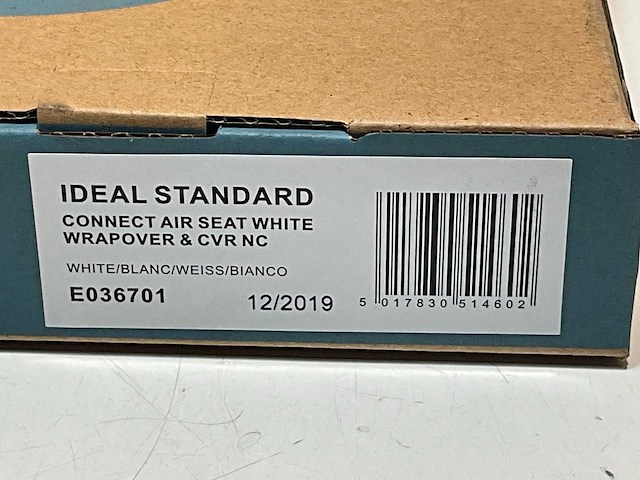 IDEAL STANDARD
CONNECT AIR SEAT WHITE
WRAPOVER & CVR NC
WHITE/BLANC/WEISS/BIANCO
E036701
12/2019
5 017830 514602